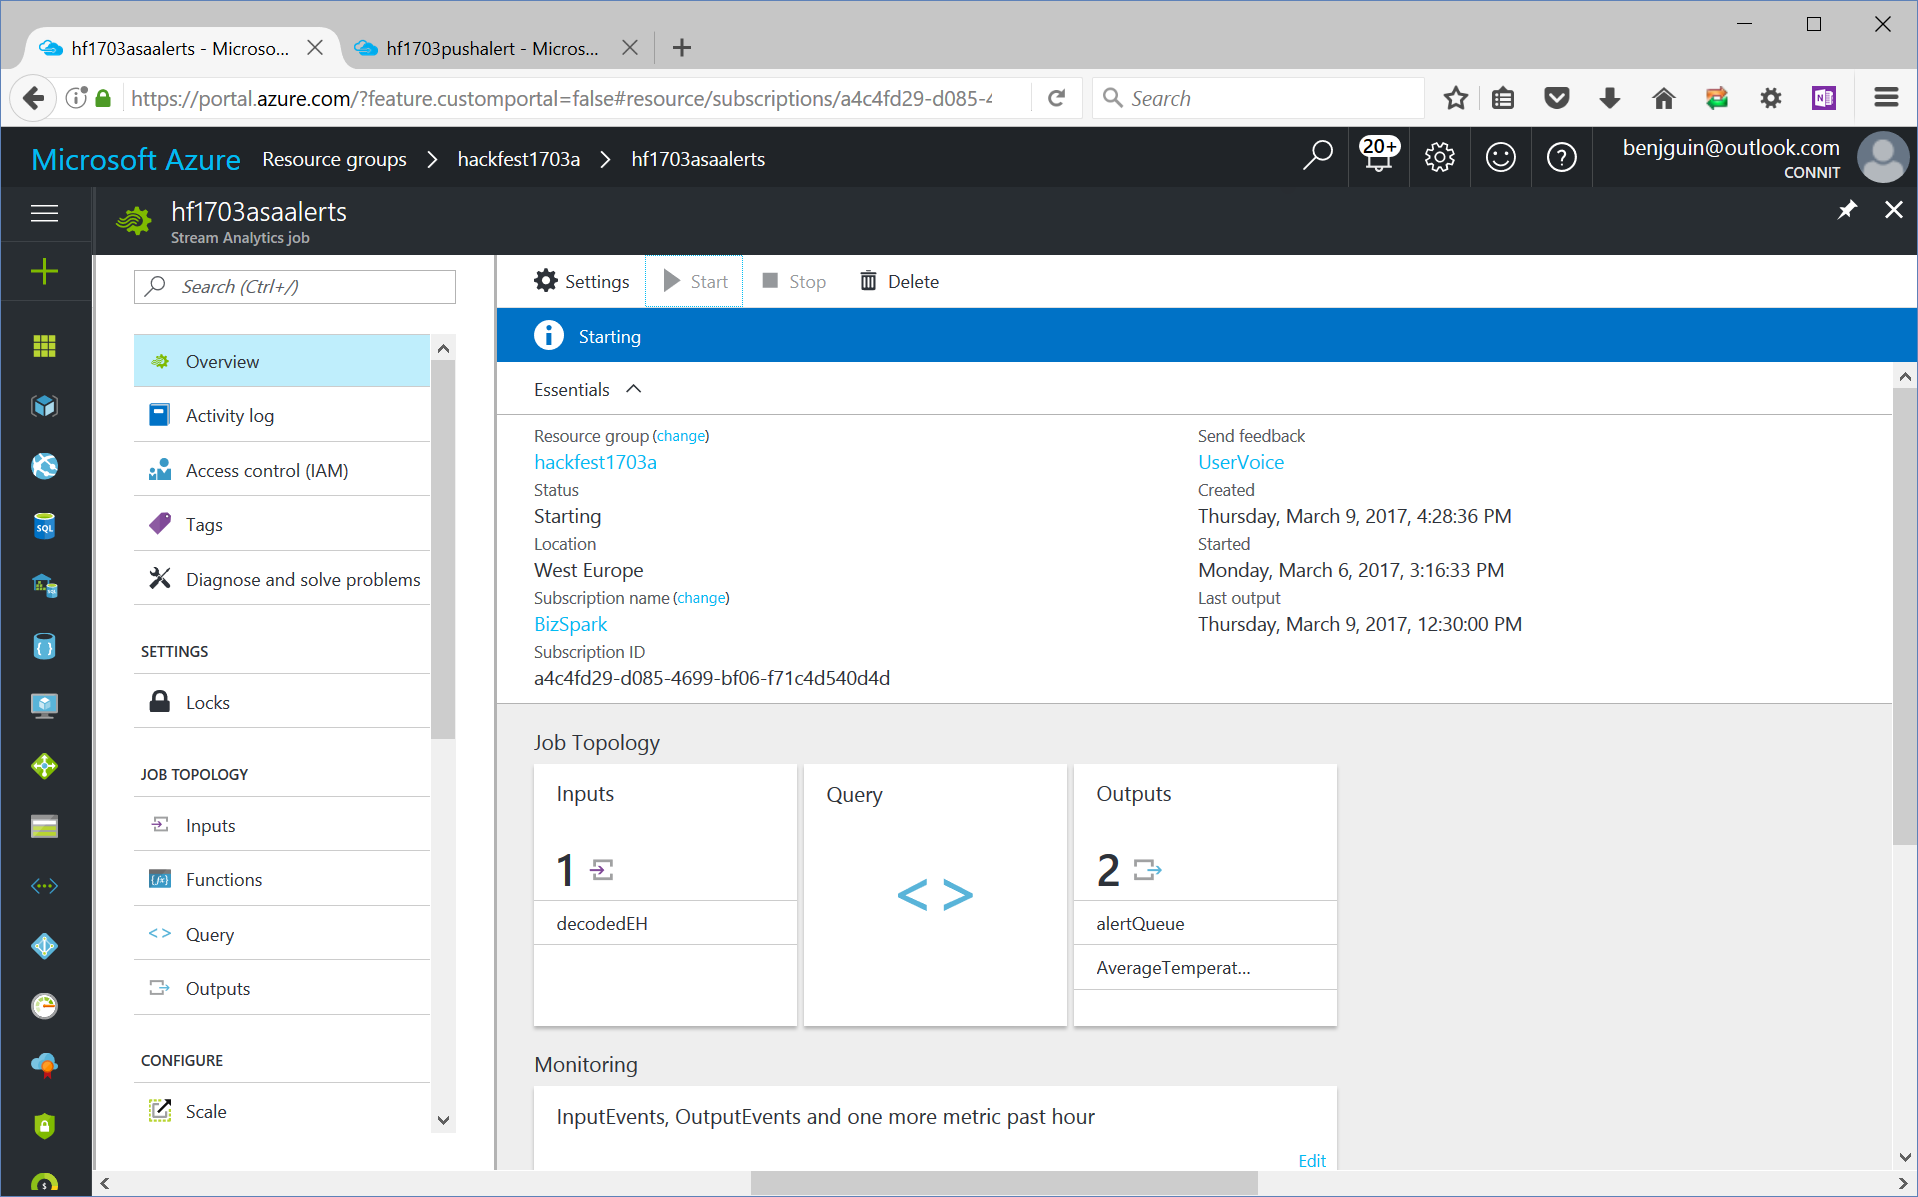 hf1703asaalerts - Microso...
hf1703pushalert - Micros...
https://portal.azure.com/?feature.customportal=false#resource/subscriptions/a4c4fd29-d085-4
Search
Microsoft Azure
Resource groups
hackfest1703a
hf1703asaalerts
20+
benjguin@outlook.com
CONNIT
hf1703asaalerts
Stream Analytics job
Search (Ctrl+/)
Overview
Activity log
Access control (IAM)
Tags
Diagnose and solve problems
SETTINGS
Locks
JOB TOPOLOGY
Inputs
Functions
Query
Outputs
CONFIGURE
Scale
Settings
Start
Stop
Delete
Starting
Essentials
Resource group (change)
hackfest1703a
Status
Starting
Location
West Europe
Subscription name (change)
BizSpark
Subscription ID
a4c4fd29-d085-4699-bf06-f71c4d540d4d
Send feedback
UserVoice
Created
Thursday, March 9, 2017, 4:28:36 PM
Started
Monday, March 6, 2017, 3:16:33 PM
Last output
Thursday, March 9, 2017, 12:30:00 PM
Job Topology
Inputs
1
decodedEH
Query
< >
Outputs
2
alertQueue
AverageTemperat...
Monitoring
InputEvents, OutputEvents and one more metric past hour
Edit